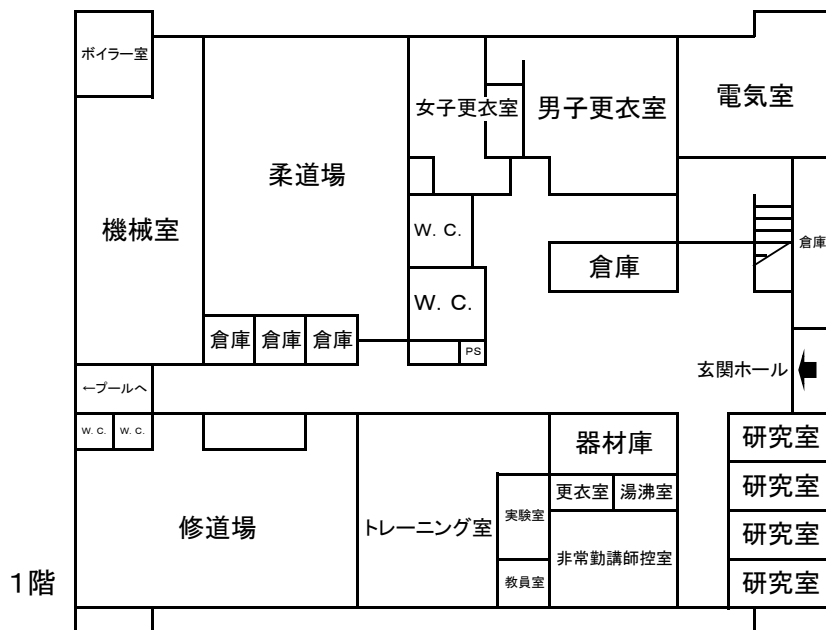 ボイラー室
電気室
女子更衣室
男子更衣室
柔道場
機械室
W. C.
倉庫
倉庫
W. C.
倉庫
倉庫
倉庫
PS
玄関ホール
←プールへ
W. C.
W. C.
器材庫
研究室
更衣室
湯沸室
研究室
実験室
修道場
トレーニング室
研究室
非常勤講師控室
教員室
研究室
1階